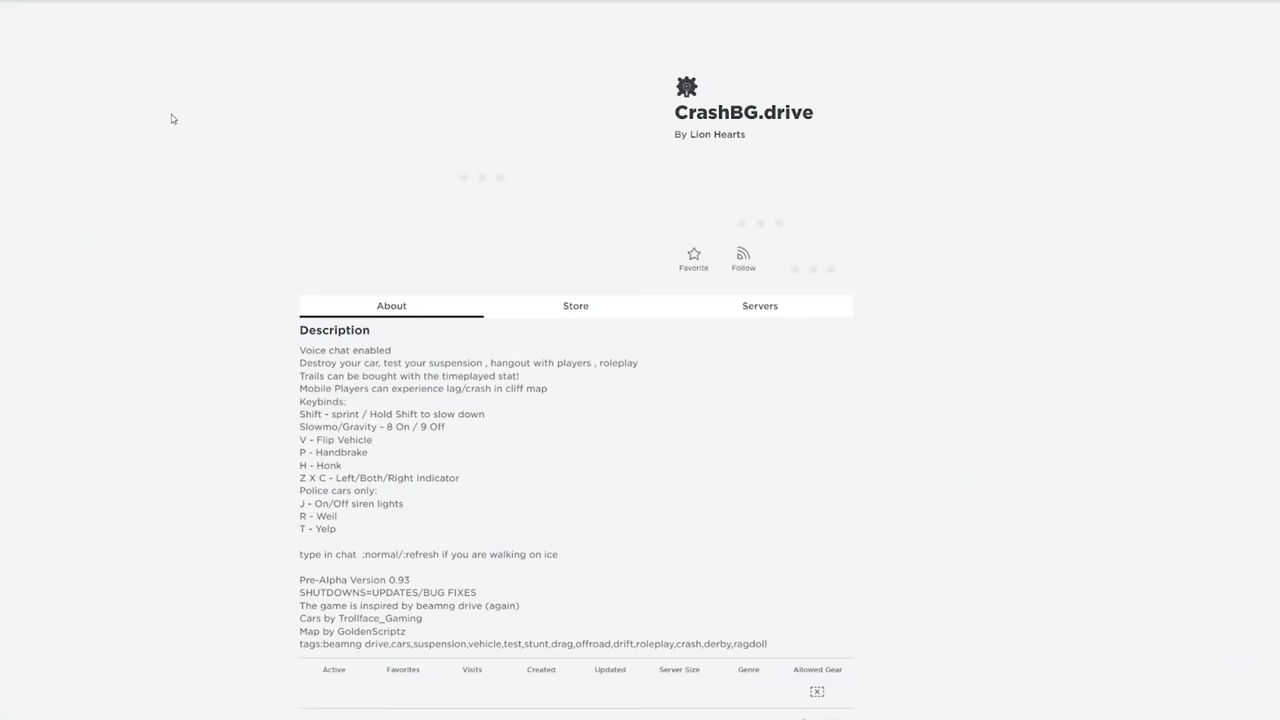 CrashBG.drive
By Lion Hearts
Favorite
Follow
About
Store
Servers
Description
Voice chat enabled
Destroy your car, test your suspension , hangout with players , roleplay
Trails can be bought with the timeplayed stat!
Mobile Players can experience lag/crash in cliff map
Keybinds:
Shift - sprint / Hold Shift to slow down
Slowmo/Gravity - 8 On / 9 Off
V - Flip Vehicle
P - Handbrake
H - Honk
Z X C - Left/Both/Right Indicator
Police cars only:
J - On/Off siren lights
R - Weil
T - Yelp
type in chat :normal/:refresh if you are walking on ice
Pre-Alpha Version 0.93
SHUTDOWNS=UPDATES/BUG FIXES
The game is inspired by beamng drive (again)
Cars by Trollface_Gaming
Map by GoldenScriptz
tags:beamng drive,cars,suspension,vehicle,test,stunt,drag,offroad,drift,roleplay,crash,derby,ragdoll
Active
Favorites
Visits
Created
Updated
Server Size
Genre
Allowed Gear